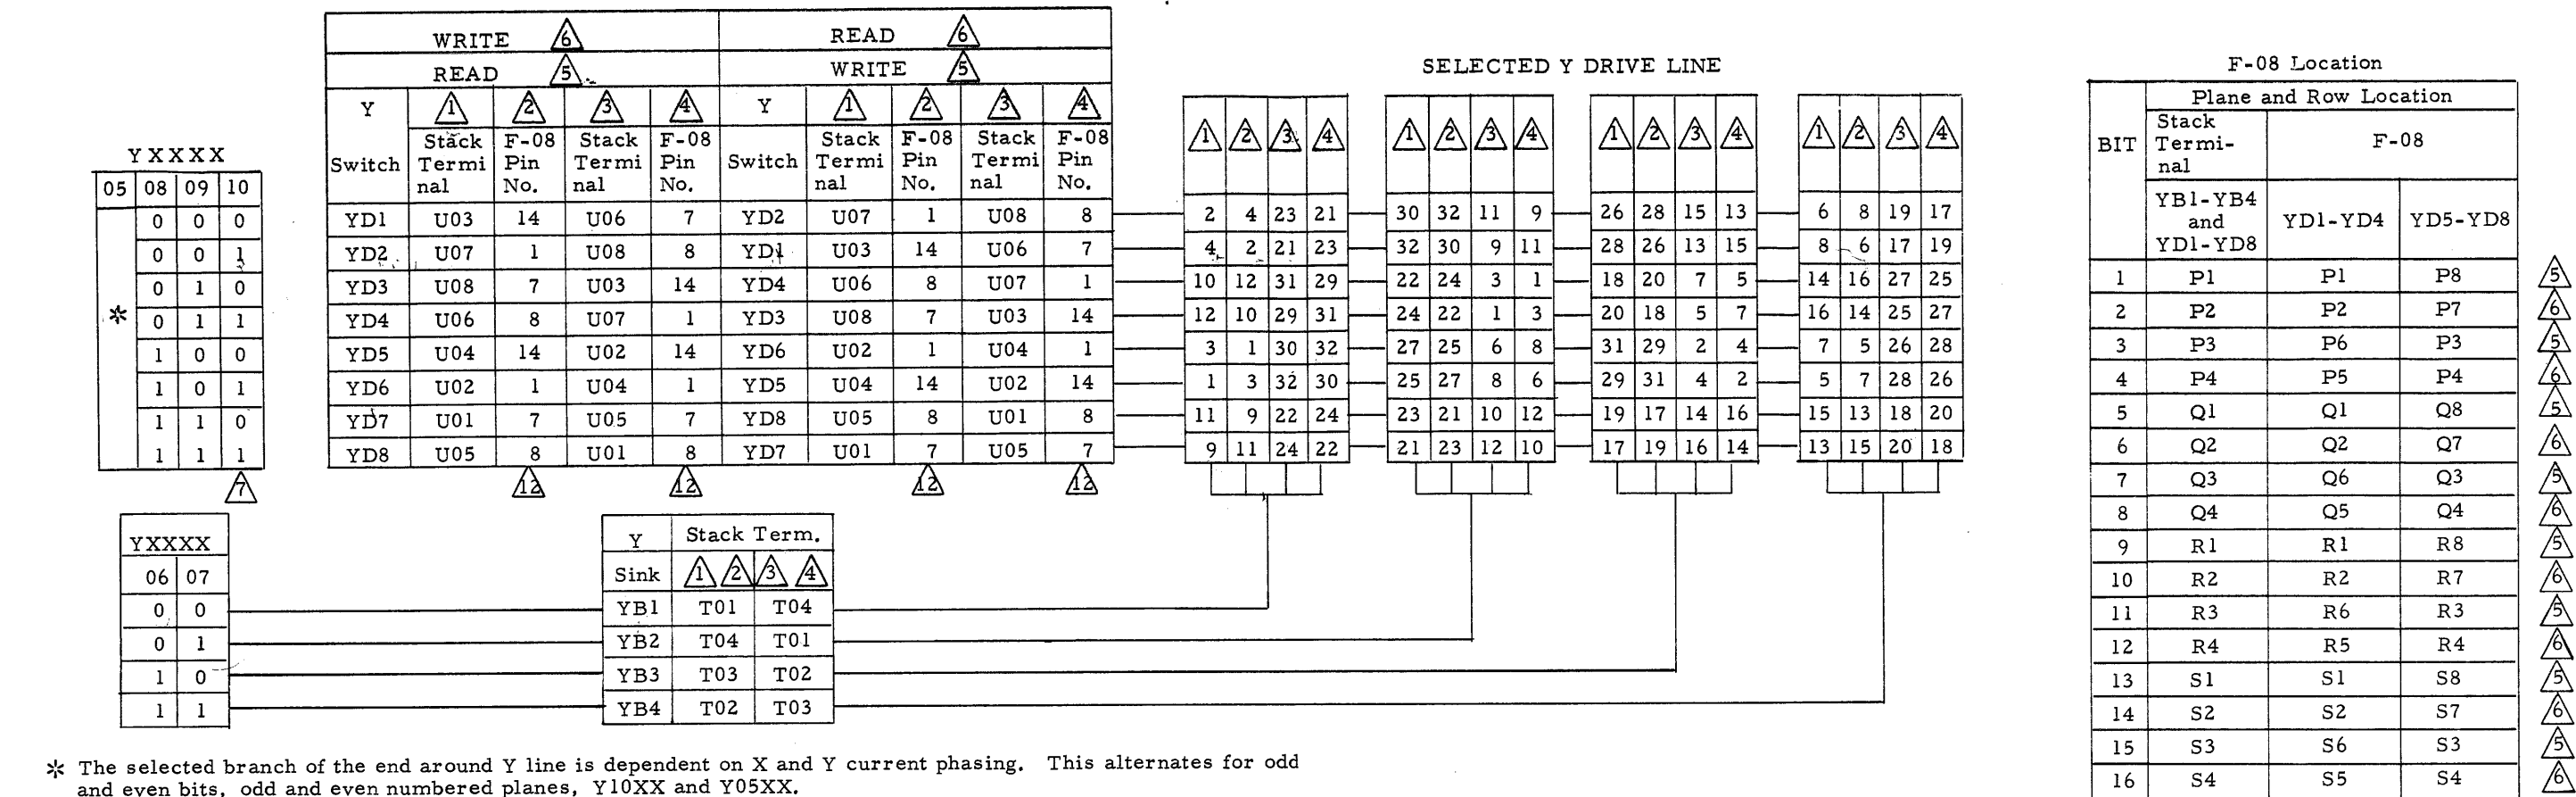 WRITE 6 READ 6
READ 5 WRITE 5
Y 1 2 3 4 Y 1 2 3 4
Switch Stack Termi nal F-08 Pin No. Stack Termi nal F-08 Pin No. Switch Stack Termi nal F-08 Pin No. Stack Termi nal F-08 Pin No.
YD1 U03 14 U06 7 YD2 U07 1 U08 8
YD2 U07 1 U08 8 YD1 U03 14 U06 7
YD3 U08 7 U03 14 YD4 U06 8 U07 1
YD4 U06 8 U07 1 YD3 U08 7 U03 14
YD5 U04 14 U02 14 YD6 U02 1 U04 1
YD6 U02 1 U04 1 YD5 U04 14 U02 14
YD7 U01 7 U05 7 YD8 U05 8 U01 8
YD8 U05 8 U01 8 YD7 U01 7 U05 7
12 12 12 12
YXXXX
05 08 09 10
0 0 0
0 0 1
0 1 0
* 0 1 1
1 0 0
1 0 1
1 1 0
1 1 1
7
SELECTED Y DRIVE LINE
1 2 3 4 1 2 3 4 1 2 3 4 1 2 3 4
2 4 23 21 30 32 11 9 26 28 15 13 6 8 19 17
4 2 21 23 32 30 9 11 28 26 13 15 8 6 17 19
10 12 31 29 22 24 3 1 18 20 7 5 14 16 27 25
12 10 29 31 24 22 1 3 20 18 5 7 16 14 25 27
3 1 30 32 27 25 6 8 31 29 2 4 7 5 26 28
1 3 32 30 25 27 8 6 29 31 4 2 5 7 28 26
11 9 22 24 23 21 10 12 19 17 14 16 15 13 18 20
9 11 24 22 21 23 12 10 17 19 16 14 13 15 20 18
YXXXX
06 07
0 0
0 1
1 0
1 1
Y Stack Term.
Sink 1 2 3 4
YB1 T01 T04
YB2 T04 T01
YB3 T03 T02
YB4 T02 T03
* The selected branch of the end around Y line is dependent on X and Y current phasing. This alternates for odd
and even bits, odd and even numbered planes, Y10XX and Y05XX.
F-08 Location
Plane and Row Location
BIT Stack Termi- nal F-08
YB1-YB4 and YD1-YD8 YD1-YD4 YD5-YD8
1 P1 P1 P8 5
2 P2 P2 P7 6
3 P3 P6 P3 5
4 P4 P5 P4 6
5 Q1 Q1 Q8 5
6 Q2 Q2 Q7 6
7 Q3 Q6 Q3 5
8 Q4 Q5 Q4 6
9 R1 R1 R8 5
10 R2 R2 R7 6
11 R3 R6 R3 5
12 R4 R5 R4 6
13 S1 S1 S8 5
14 S2 S2 S7 6
15 S3 S6 S3 5
16 S4 S5 S4 6